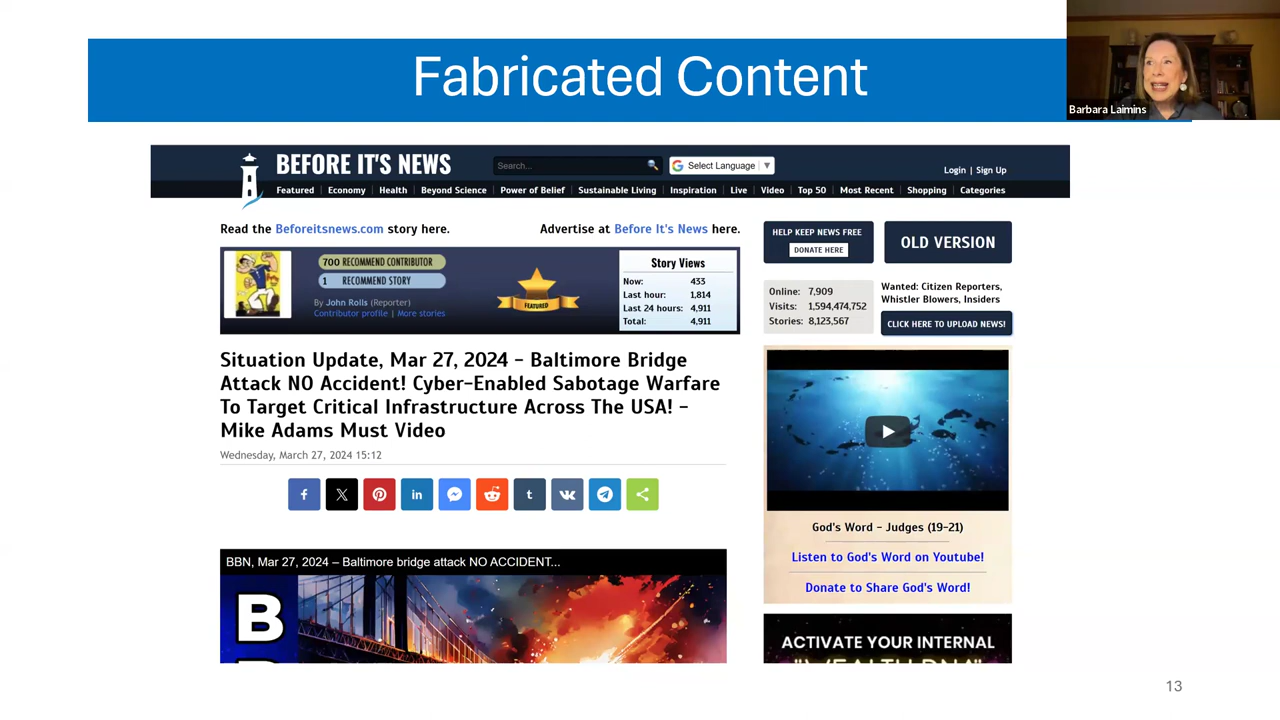 Fabricated Content
Barbara Laimins
BEFORE IT'S NEWS
Search...
Select Language
Login | Sign Up
Featured | Economy | Health | Beyond Science | Power of Belief | Sustainable Living | Inspiration | Live | Video | Top 50 | Most Recent | Shopping | Categories
Read the Beforeitsnews.com story here.
Advertise at Before It's News here.
700 RECOMMEND CONTRIBUTOR
1 RECOMMEND STORY
By John Rolls (Reporter)
Contributor profile | More stories
FEATURED
Story Views
Now: 433
Last hour: 1,814
Last 24 hours: 4,911
Total: 4,911
Situation Update, Mar 27, 2024 – Baltimore Bridge
Attack NO Accident! Cyber-Enabled Sabotage Warfare
To Target Critical Infrastructure Across The USA! –
Mike Adams Must Video
Wednesday, March 27, 2024 15:12
BBN, Mar 27, 2024 – Baltimore bridge attack NO ACCIDENT...
B
HELP KEEP NEWS FREE
DONATE HERE
OLD VERSION
Online: 7,909
Visits: 1,594,474,752
Stories: 8,123,567
Wanted: Citizen Reporters,
Whistler Blowers, Insiders
CLICK HERE TO UPLOAD NEWS!
God's Word – Judges (19-21)
Listen to God's Word on Youtube!
Donate to Share God's Word!
ACTIVATE YOUR INTERNAL
13